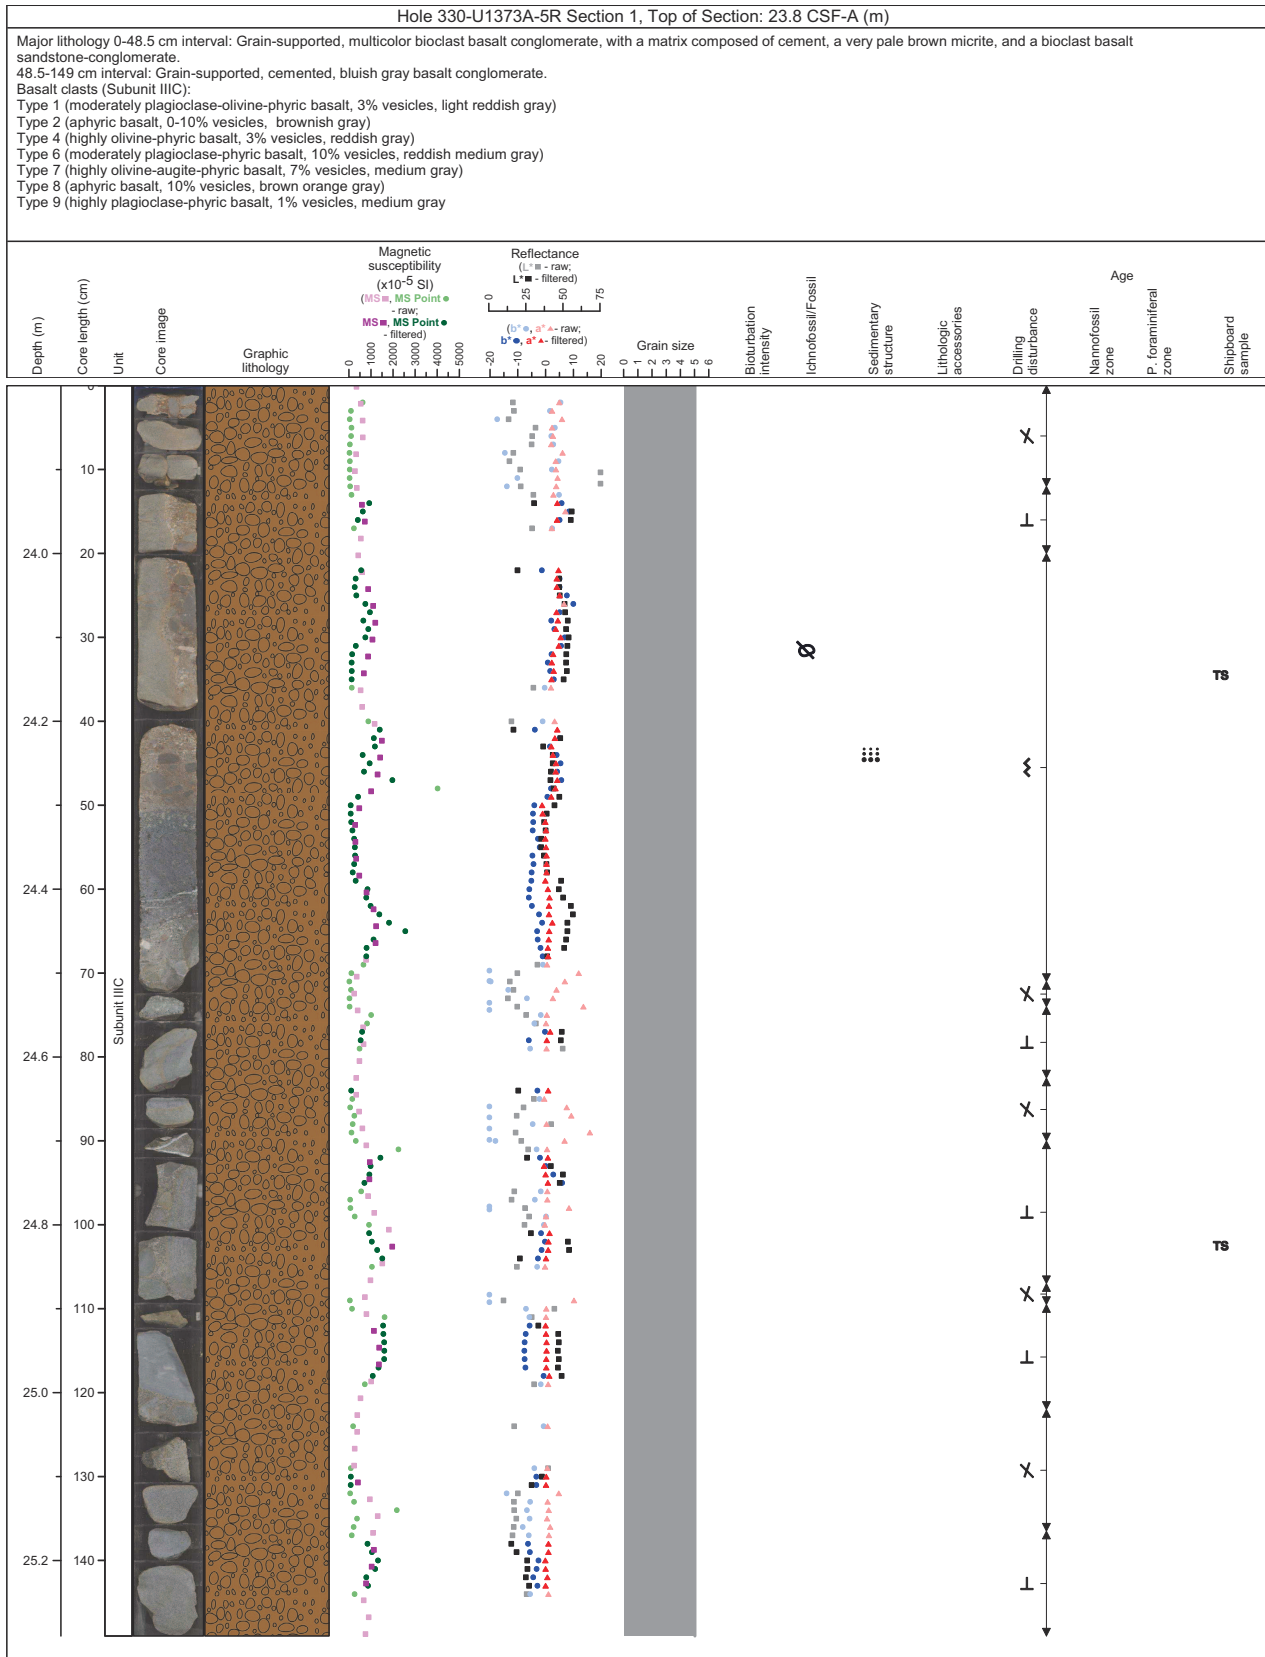 Hole 330-U1373A-5R Section 1, Top of Section: 23.8 CSF-A (m)
Major lithology 0-48.5 cm interval: Grain-supported, multicolor bioclast basalt conglomerate, with a matrix composed of cement, a very pale brown micrite, and a bioclast basalt
sandstone-conglomerate.
48.5-149 cm interval: Grain-supported, cemented, bluish gray basalt conglomerate.
Basalt clasts (Subunit IIIC):
Type 1 (moderately plagioclase-olivine-phyric basalt, 3% vesicles, light reddish gray)
Type 2 (aphyric basalt, 0-10% vesicles, brownish gray)
Type 4 (highly olivine-phyric basalt, 3% vesicles, reddish gray)
Type 6 (moderately plagioclase-phyric basalt, 10% vesicles, reddish medium gray)
Type 7 (highly olivine-augite-phyric basalt, 7% vesicles, medium gray)
Type 8 (aphyric basalt, 10% vesicles, brown orange gray)
Type 9 (highly plagioclase-phyric basalt, 1% vesicles, medium gray
Depth (m)
Core length (cm)
Unit
Core image
Graphic
lithology
Magnetic
susceptibility
(x10⁻⁵ SI)
(MS■, MS Point●
- raw;
MS■, MS Point●
- filtered)
0 1000 2000 3000 4000 5000
Reflectance
(L*■ - raw;
L*■ - filtered)
0 25 50 75
(b*●, a*▲ - raw;
b*●, a*▲ - filtered)
-20 -10 0 10 20
Grain size
0 1 2 3 4 5 6
Bioturbation
intensity
Ichnofossil/Fossil
Sedimentary
structure
Lithologic
accessories
Drilling
disturbance
Age
Nannofossil
zone
P. foraminiferal
zone
Shipboard
sample
0
10
24.0
20
30
TS
24.2
40
50
24.4
60
70
Subunit IIIC
24.6
80
90
24.8
100
TS
110
25.0
120
130
25.2
140